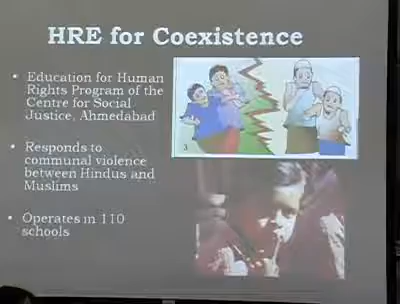 HRE for Coexistence
• Education for Human
Rights Program of the
Centre for Social
Justice, Ahmedabad
• Responds to
communal violence
between Hindus and
Muslims
• Operates in 110
schools
3